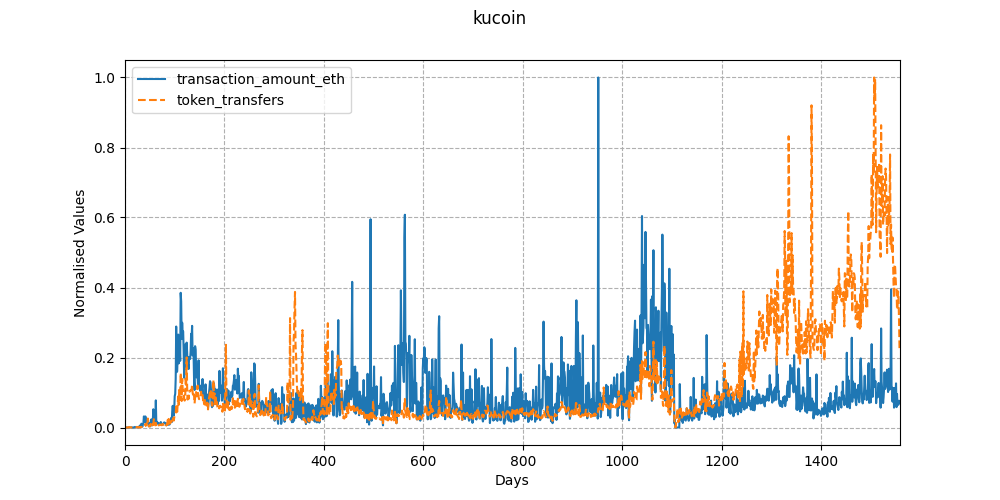 kucoin
transaction_amount_eth
token_transfers
Normalised Values
1.0
0.8
0.6
0.4
0.2
0.0
0 200 400 600 800 1000 1200 1400
Days